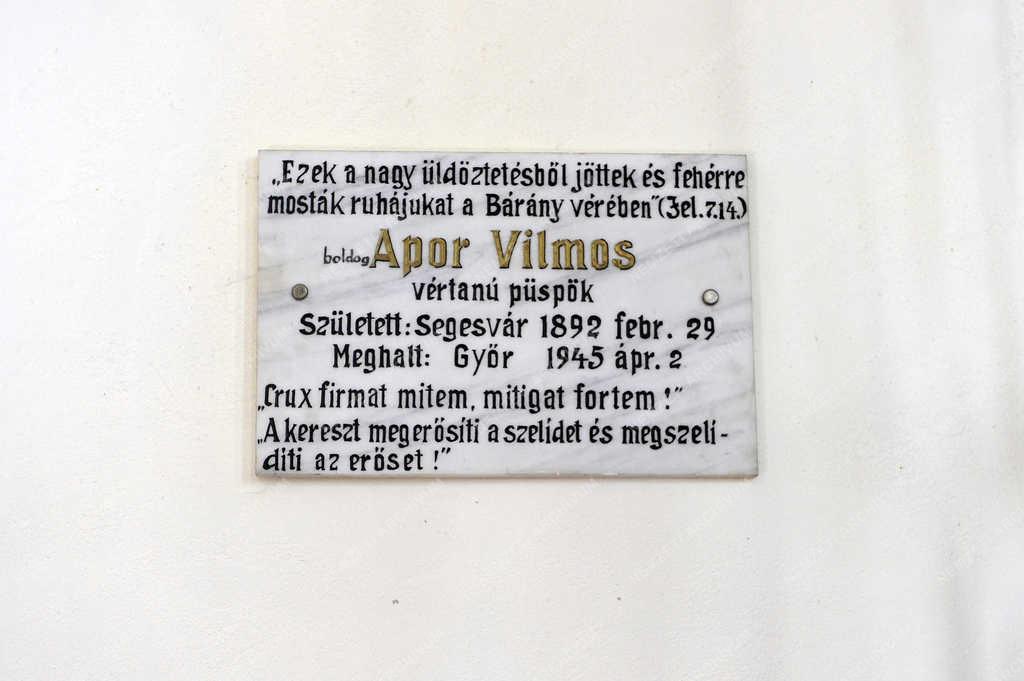 „Ezek a nagy üldöztetésből jöttek és fehérre
mosták ruhájukat a Bárány vérében" (Jel.7.14.)
boldog Apor Vilmos
vértanú püspök
Született: Segesvár 1892 febr. 29
Meghalt: Győr 1945 ápr. 2
„Crux firmat mitem, mitigat fortem!"
„A kereszt megerősíti a szelídet és megszelí-
díti az erőset!"